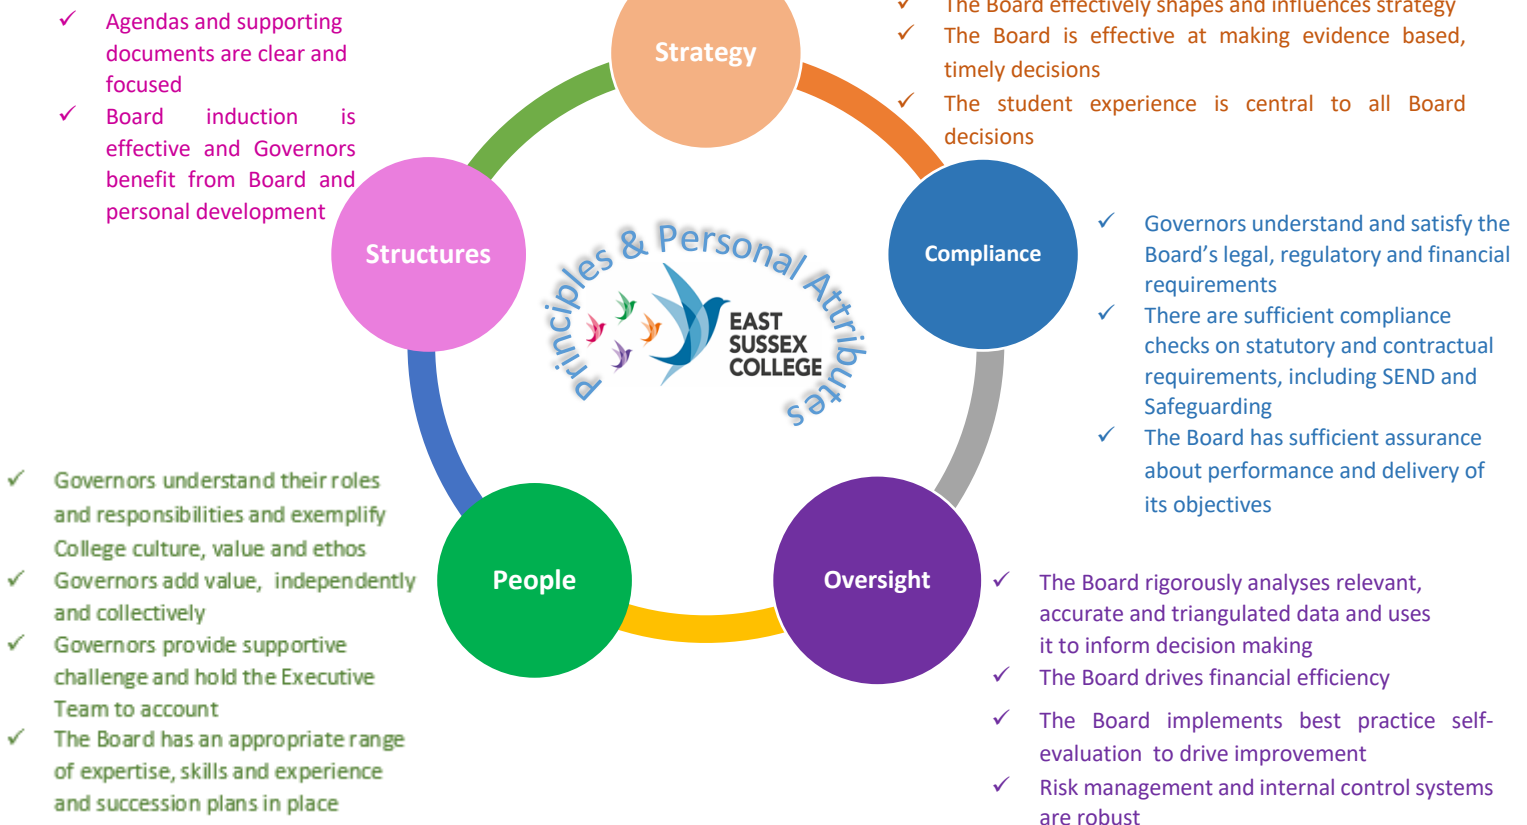 Agendas and supporting
documents are clear and
focused
Board induction is
effective and Governors
benefit from Board and
personal development
Strategy
The Board effectively shapes and influences strategy
The Board is effective at making evidence based,
timely decisions
The student experience is central to all Board
decisions
Structures
Principles & Personal Attributes
EAST
SUSSEX
COLLEGE
Compliance
Governors understand and satisfy the
Board's legal, regulatory and financial
requirements
There are sufficient compliance
checks on statutory and contractual
requirements, including SEND and
Safeguarding
The Board has sufficient assurance
about performance and delivery of
its objectives
Governors understand their roles
and responsibilities and exemplify
College culture, value and ethos
Governors add value, independently
and collectively
Governors provide supportive
challenge and hold the Executive
Team to account
The Board has an appropriate range
of expertise, skills and experience
and succession plans in place
People
Oversight
The Board rigorously analyses relevant,
accurate and triangulated data and uses
it to inform decision making
The Board drives financial efficiency
The Board implements best practice self-
evaluation to drive improvement
Risk management and internal control systems
are robust